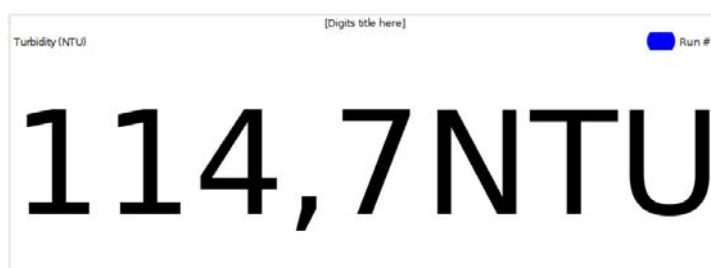 [Digits title here]
Turbidity (NTU)
Run #
114,7NTU